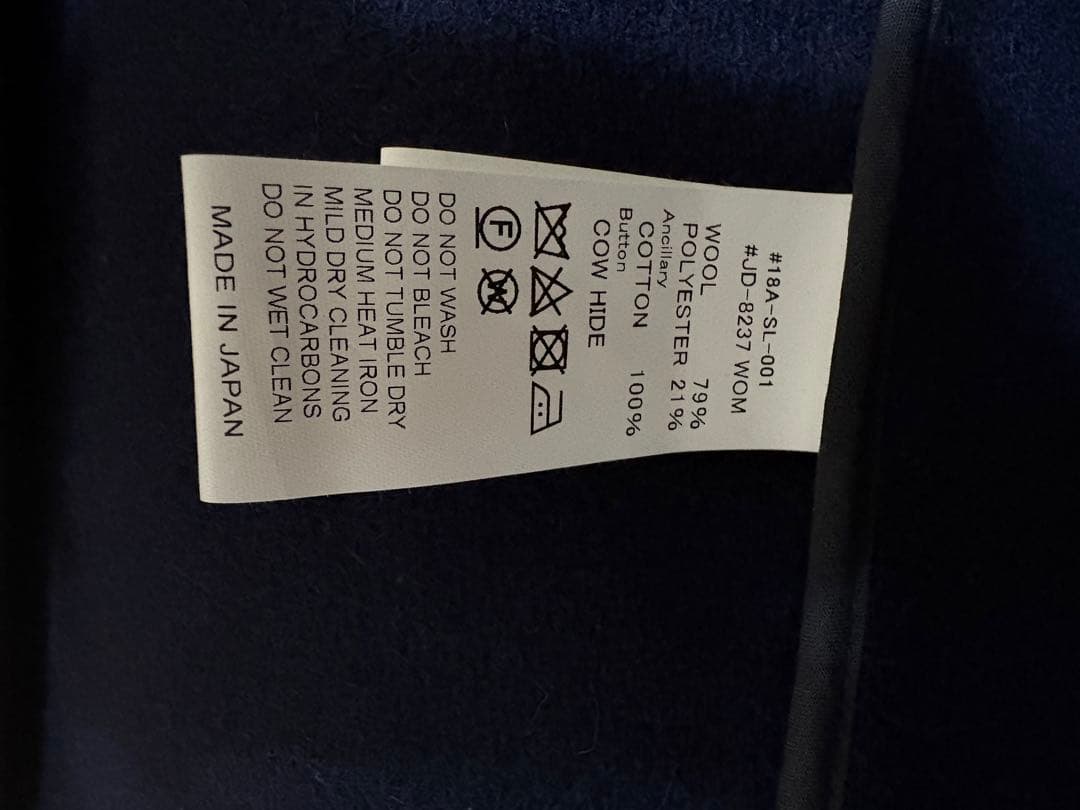 #18A-SL-001
#JD-8237 WOM
WOOL 79%
POLYESTER 21%
Ancillary
COTTON 100%
Button
COW HIDE
F W
DO NOT WASH
DO NOT BLEACH
DO NOT TUMBLE DRY
MEDIUM HEAT IRON
MILD DRY CLEANING
IN HYDROCARBONS
DO NOT WET CLEAN
MADE IN JAPAN